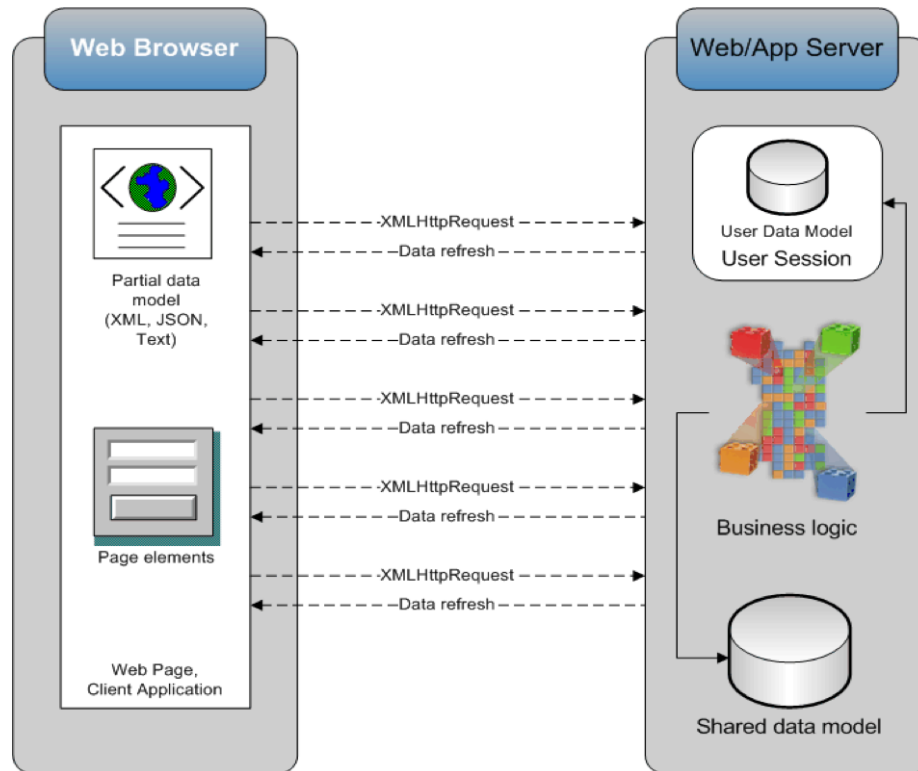 Web Browser
Partial data
model
(XML, JSON,
Text)
Page elements
Web Page,
Client Application
XMLHttpRequest
Data refresh
XMLHttpRequest
Data refresh
XMLHttpRequest
Data refresh
XMLHttpRequest
Data refresh
XMLHttpRequest
Data refresh
Web/App Server
User Data Model
User Session
Business logic
Shared data model